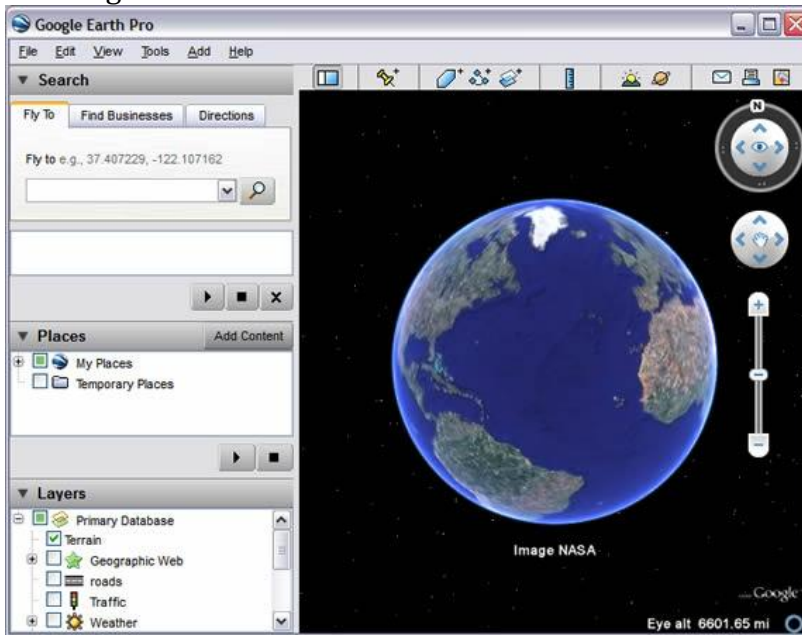 Google Earth Pro
File Edit View Tools Add Help
Search
Fly To Find Businesses Directions
Fly to e.g., 37.407229, -122.107162
Places Add Content
My Places
Temporary Places
Layers
Primary Database
Terrain
Geographic Web
roads
Traffic
Weather
N
Image NASA
Google
Eye alt 6601.65 mi